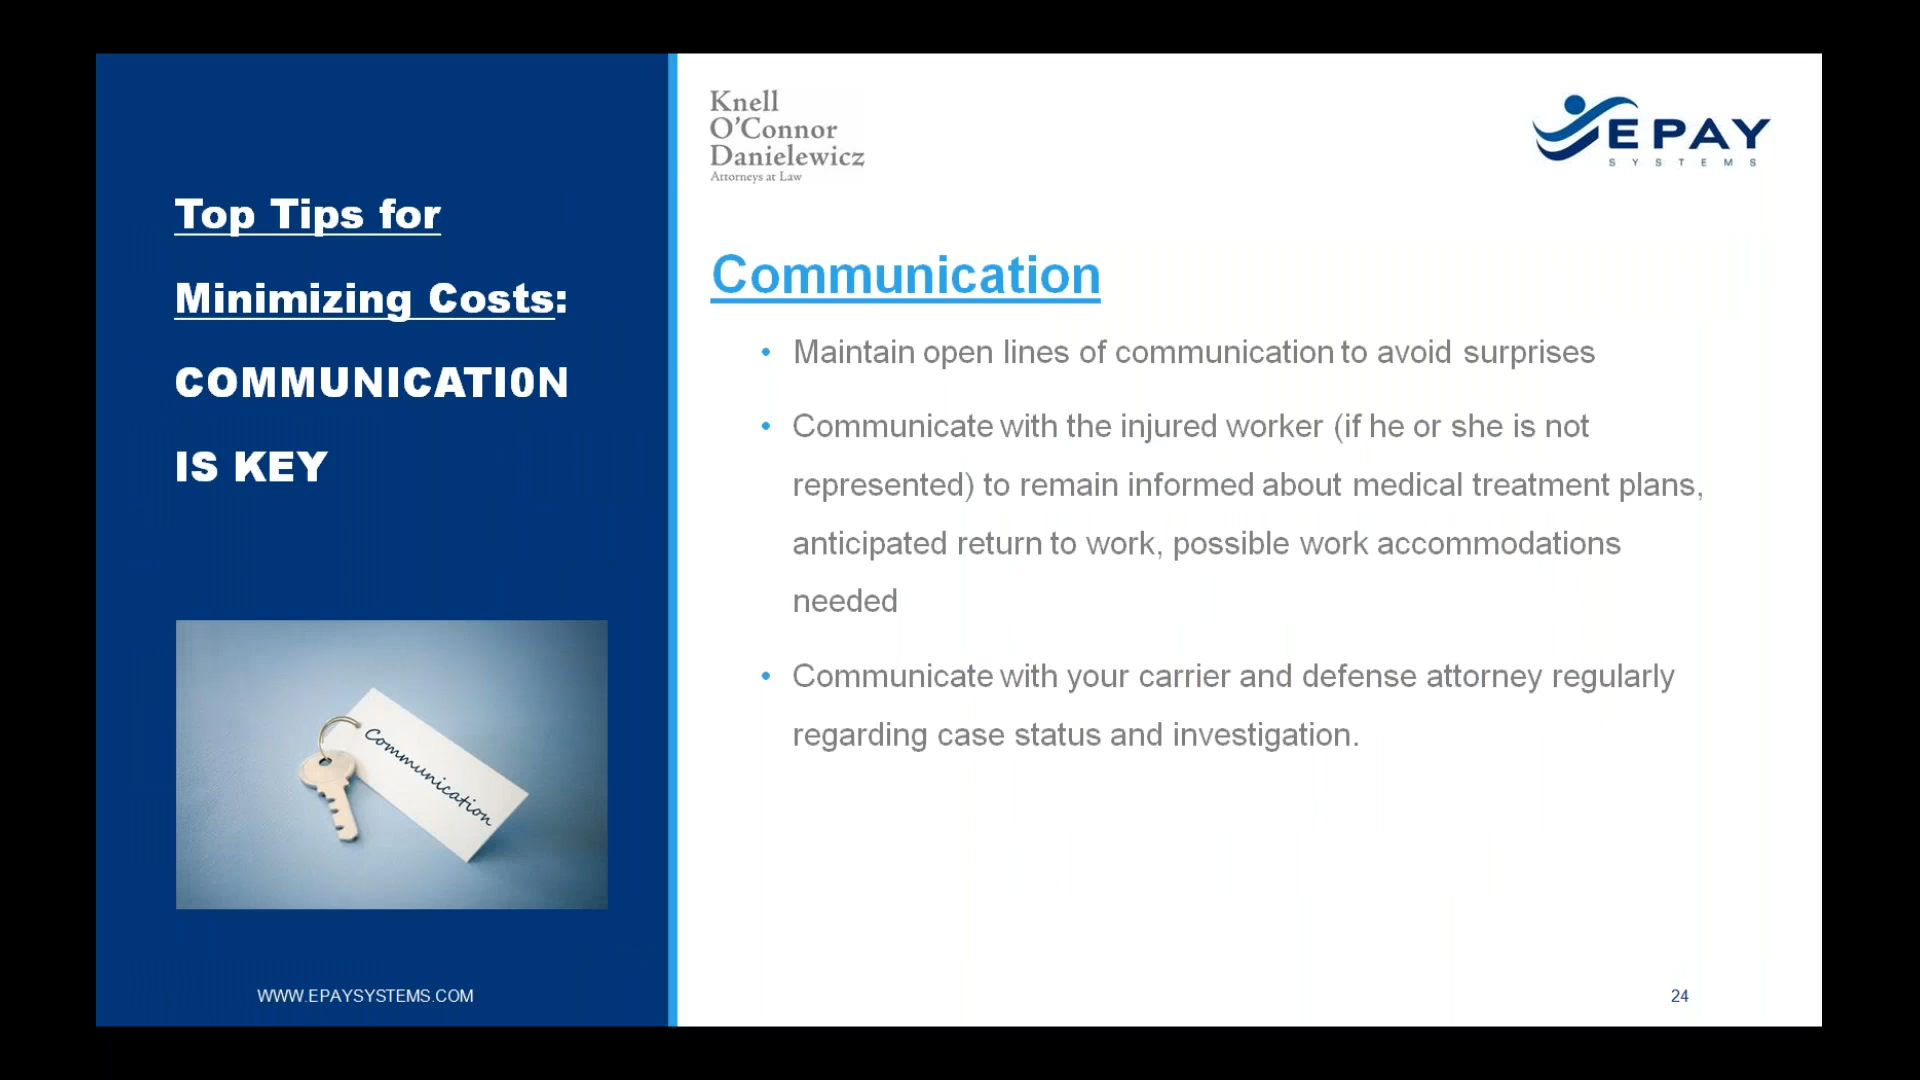 Top Tips for
Minimizing Costs:
COMMUNICATI0N
IS KEY
Communication
WWW.EPAYSYSTEMS.COM
Knell
O'Connor
Danielewicz
Attorneys at Law
EPAY
SYSTEMS
Communication
• Maintain open lines of communication to avoid surprises
• Communicate with the injured worker (if he or she is not
represented) to remain informed about medical treatment plans,
anticipated return to work, possible work accommodations
needed
• Communicate with your carrier and defense attorney regularly
regarding case status and investigation.
24